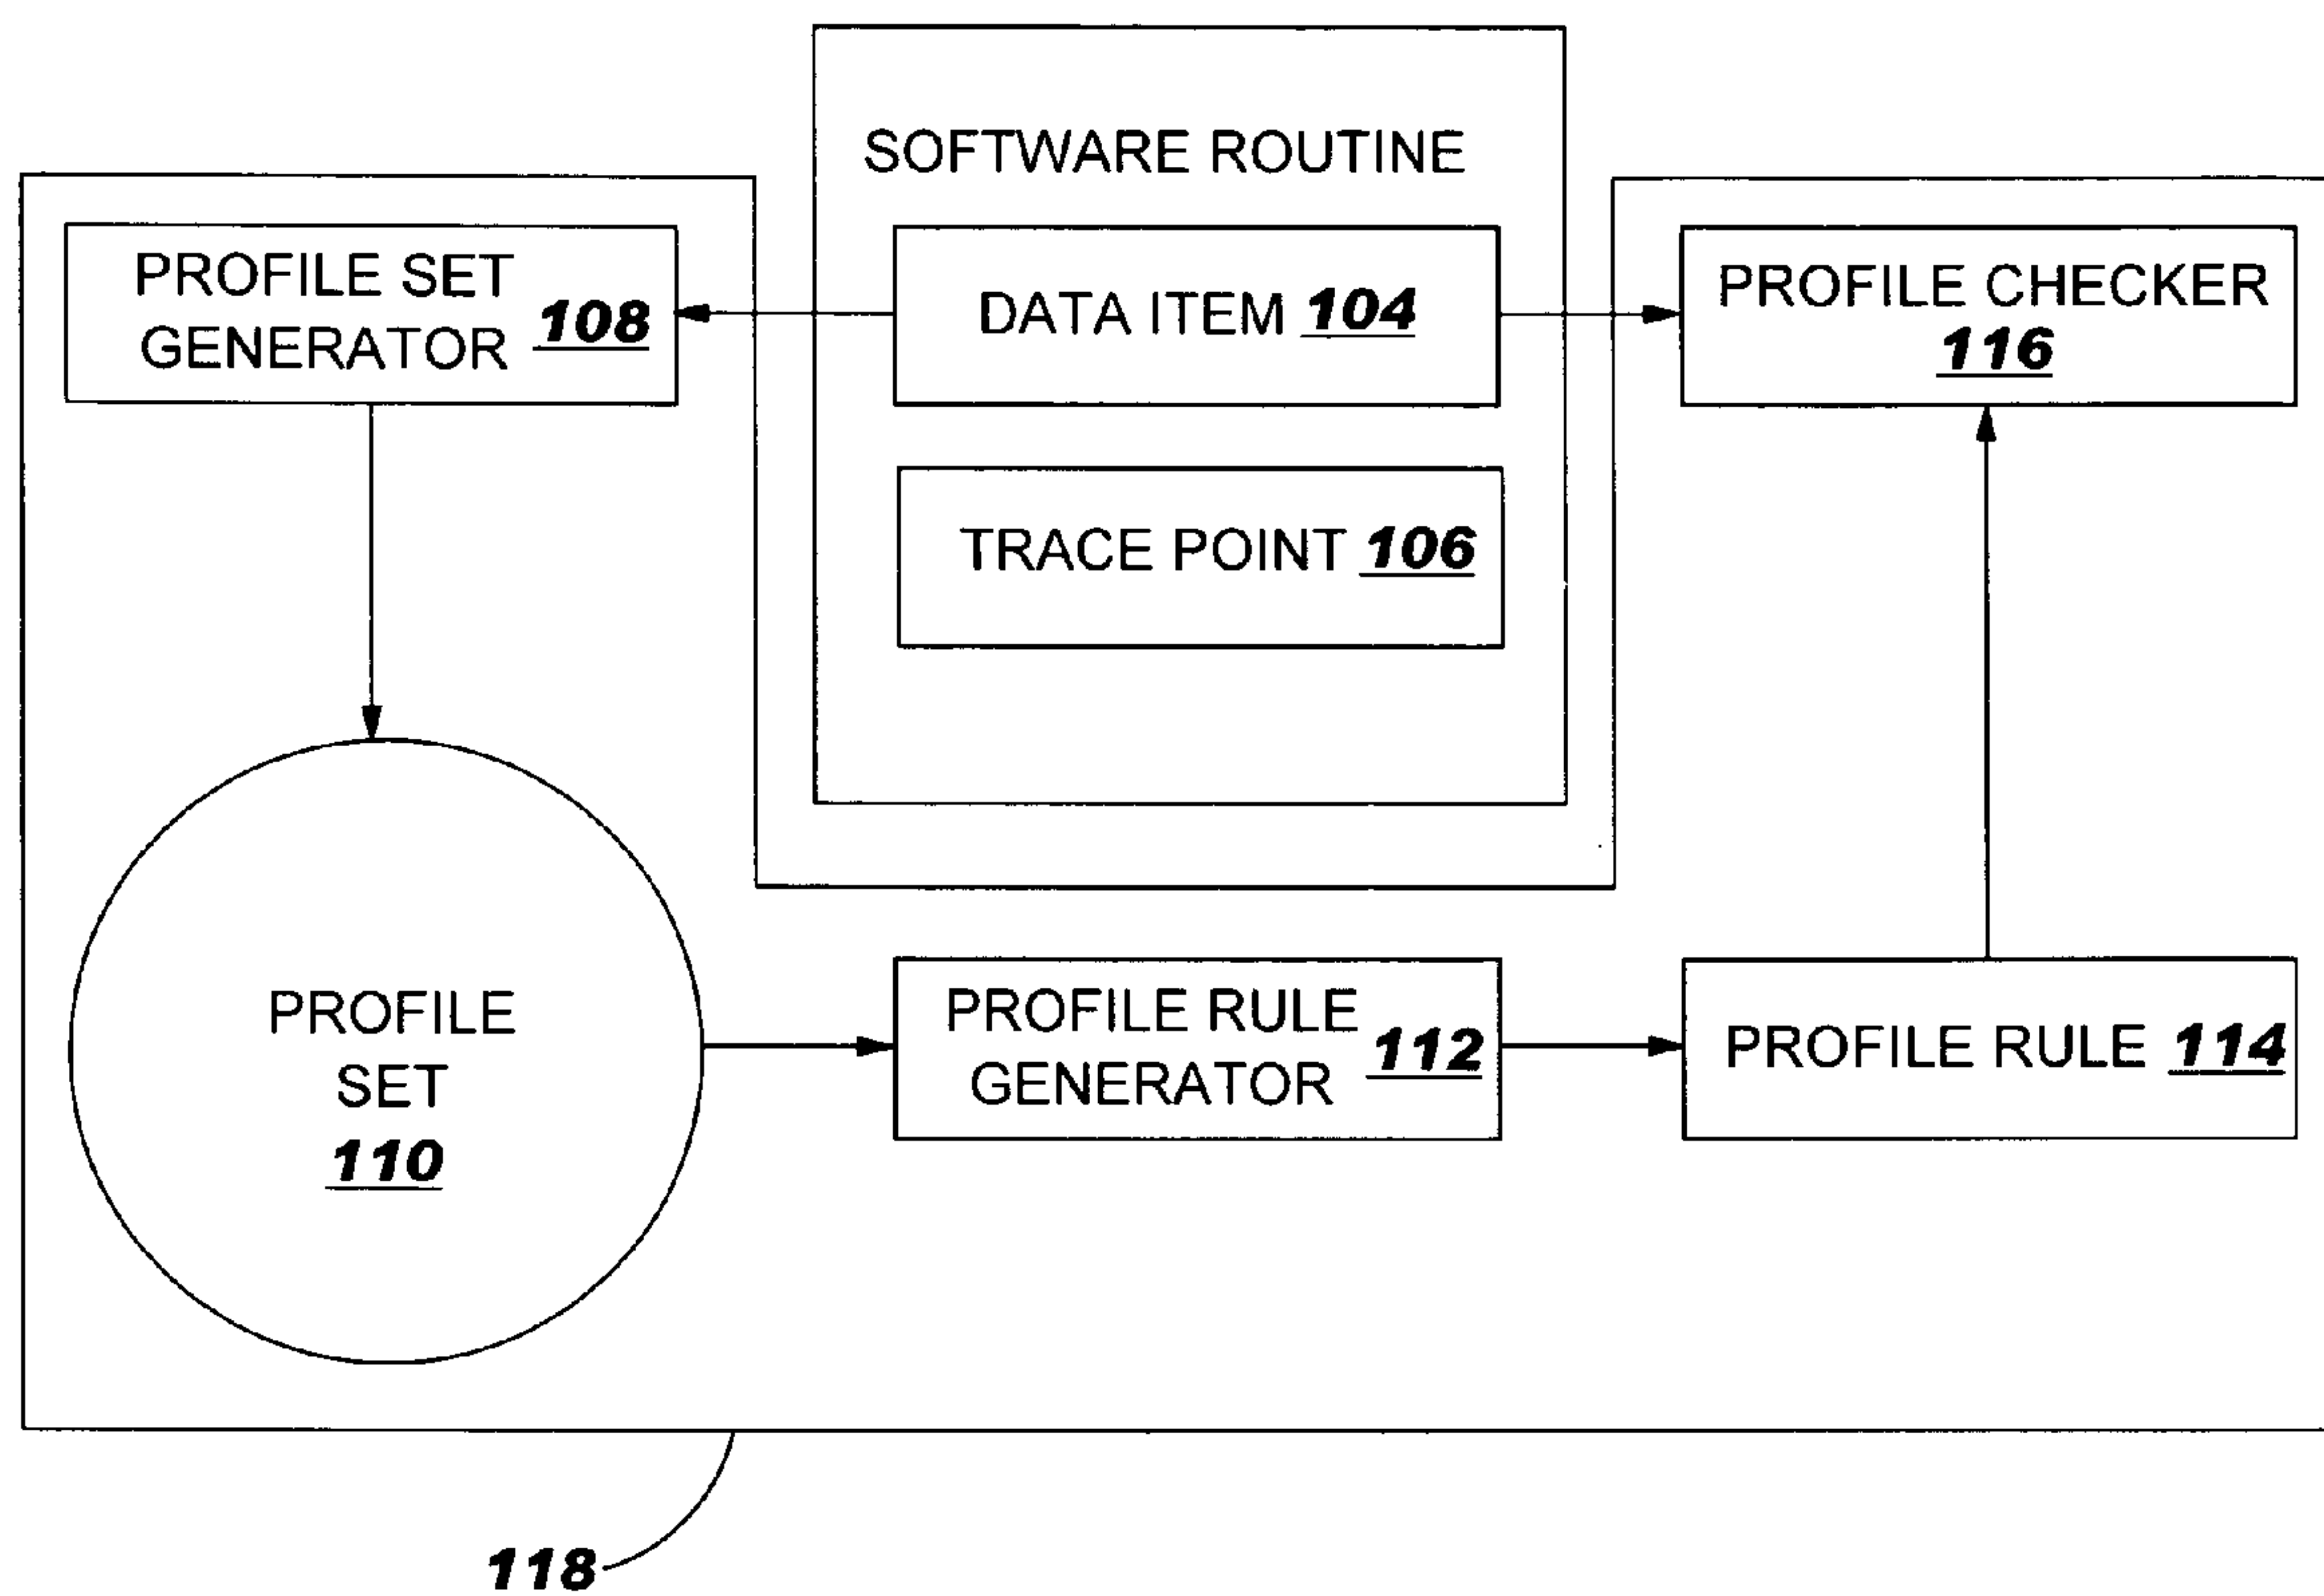 SOFTWARE ROUTINE
PROFILE SET
GENERATOR 108
DATA ITEM 104
PROFILE CHECKER
116
TRACE POINT 106
PROFILE
SET
110
PROFILE RULE
GENERATOR 112
PROFILE RULE 114
118